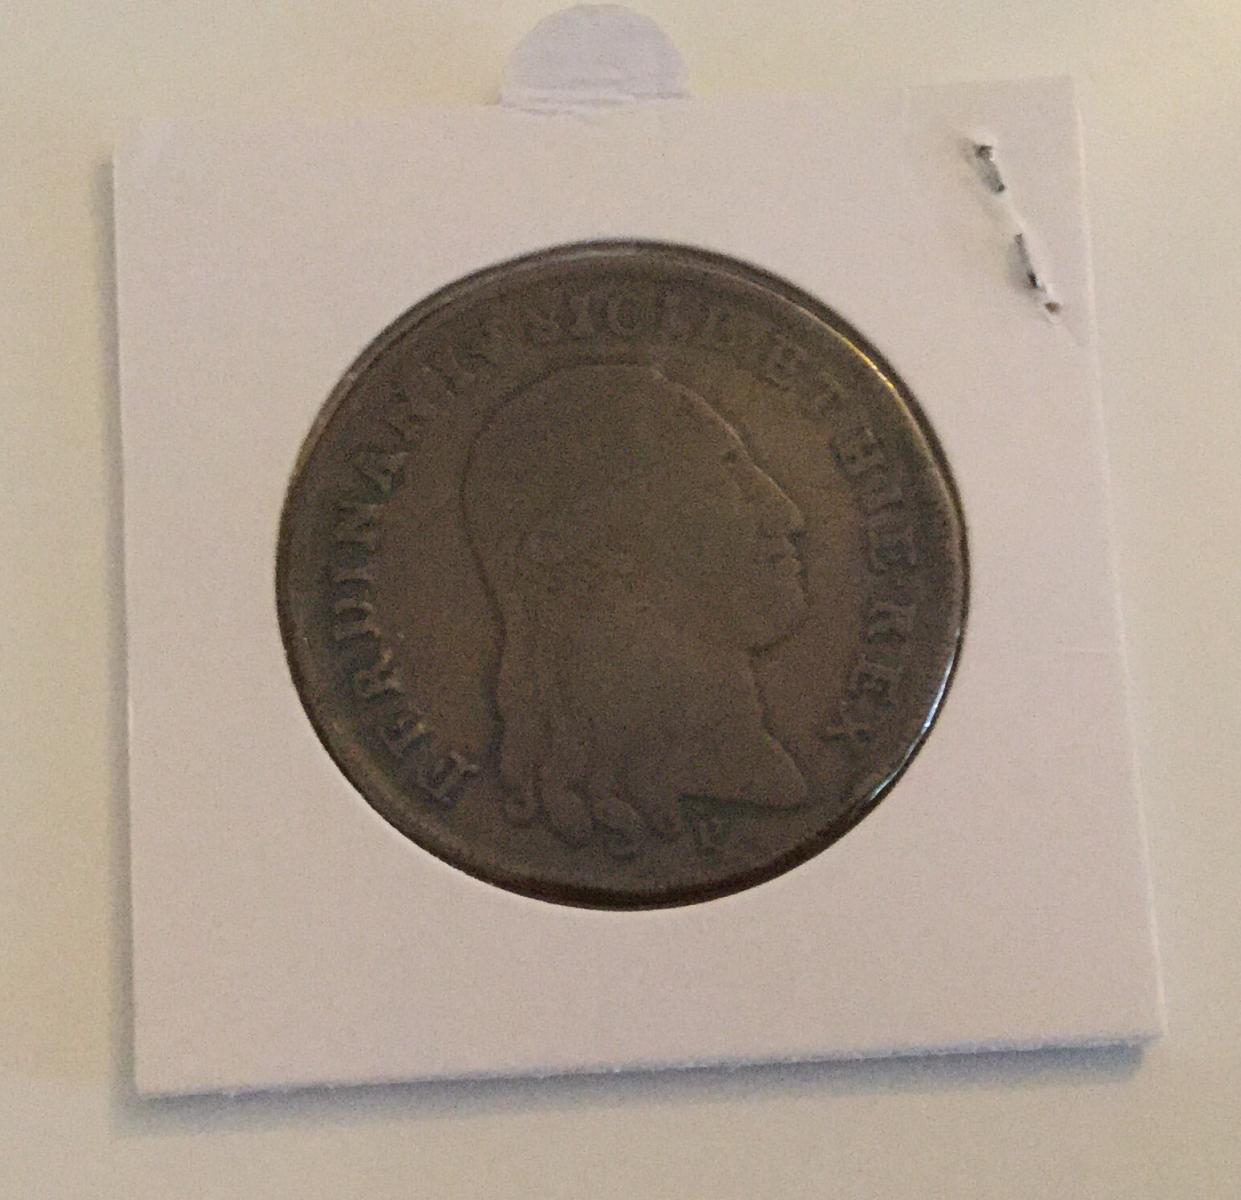 FERDINAN IV SICIL ET HIE REX
P